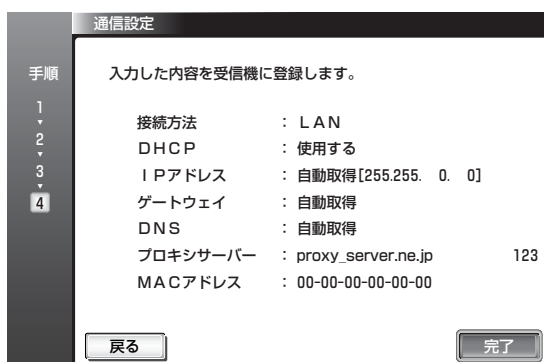 通信設定
手順
1
2
3
4
入力した内容を受信機に登録します。
接続方法 : ＬＡＮ
ＤＨＣＰ : 使用する
ＩＰアドレス : 自動取得[255.255. 0. 0]
ゲートウェイ : 自動取得
ＤＮＳ : 自動取得
プロキシサーバー : proxy_server.ne.jp 123
ＭＡＣアドレス : 00-00-00-00-00-00
戻る 完了